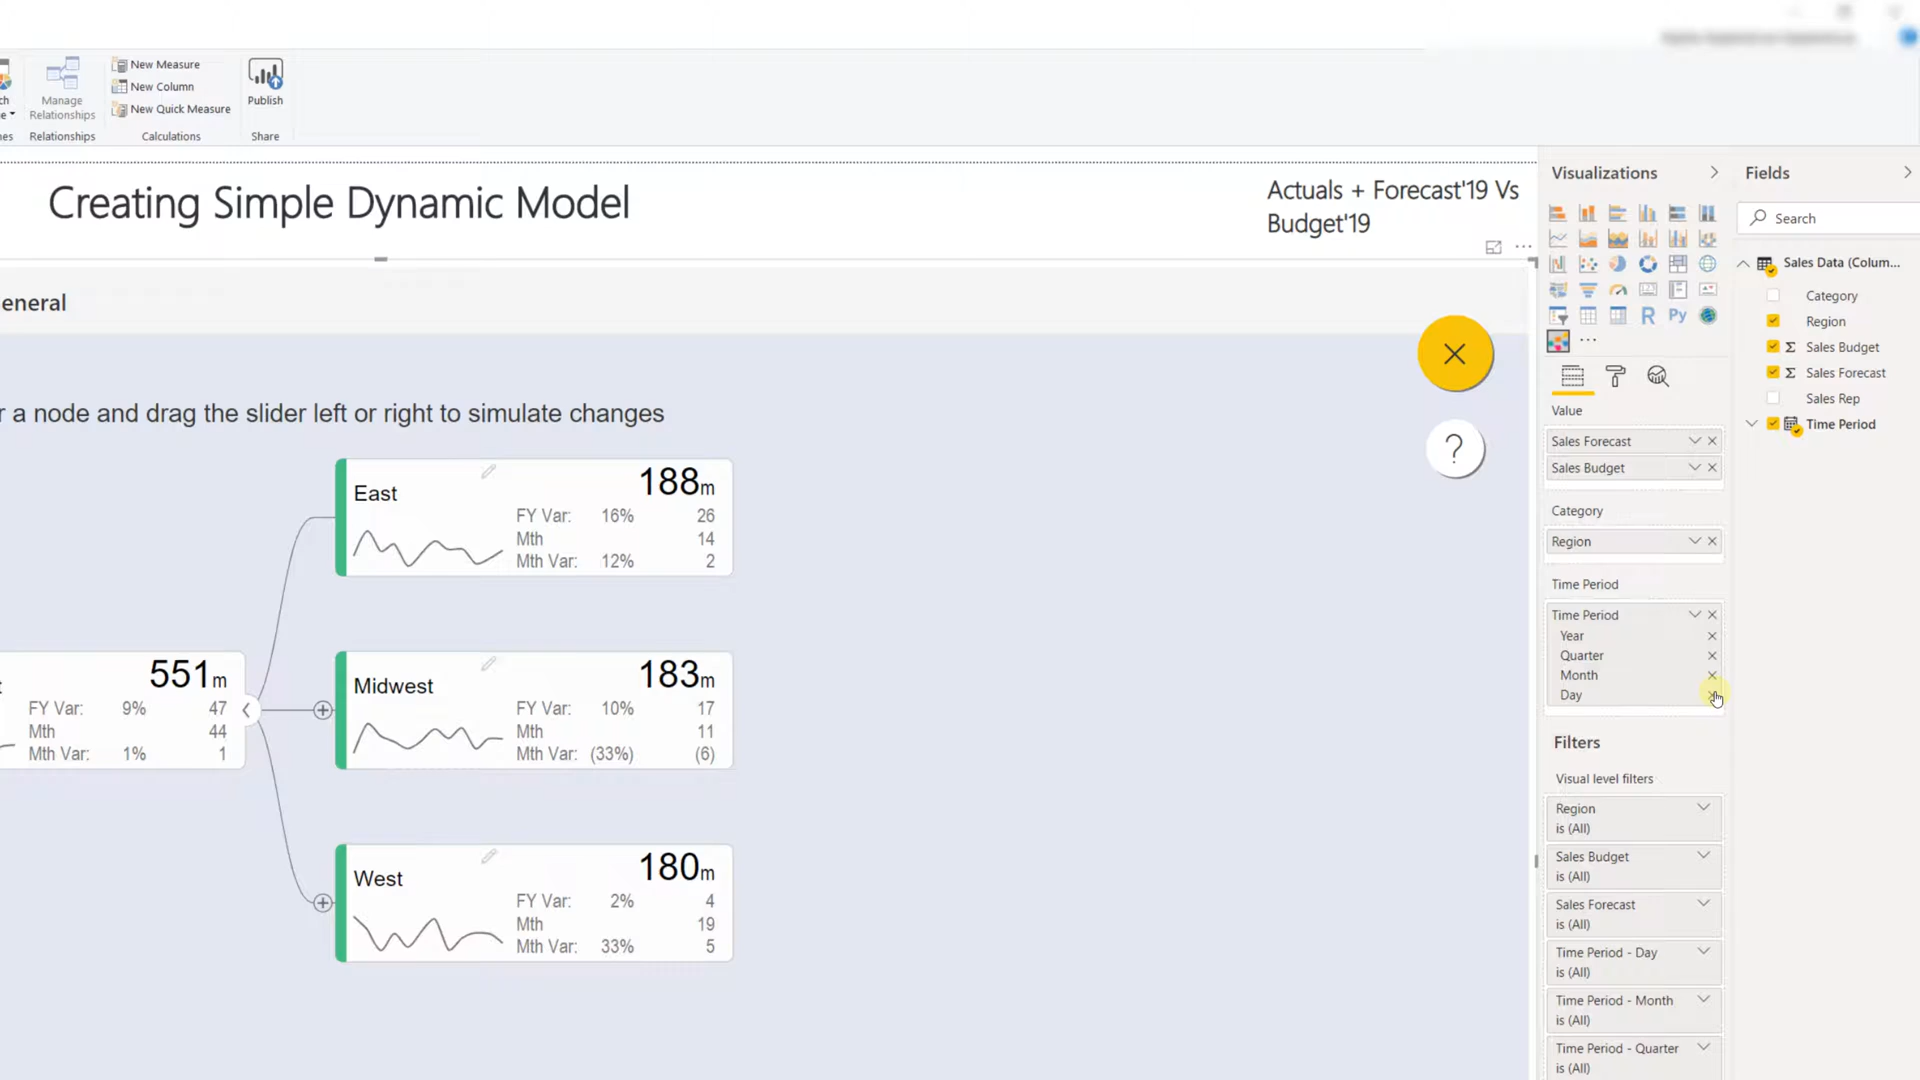 New Measure
New Column
New Quick Measure
Manage
Relationships
Publish
Relationships
Calculations
Share
Creating Simple Dynamic Model
Actuals + Forecast'19 Vs
Budget'19
eneral
r a node and drag the slider left or right to simulate changes
?
East
188m
FY Var: 16% 26
Mth 14
Mth Var: 12% 2
551m
FY Var: 9% 47
Mth 44
Mth Var: 1% 1
Midwest
183m
FY Var: 10% 17
Mth 11
Mth Var: (33%) (6)
West
180m
FY Var: 2% 4
Mth 19
Mth Var: 33% 5
Visualizations
R
Py
Value
Sales Forecast
Sales Budget
Category
Region
Time Period
Time Period
Year
Quarter
Month
Day
Filters
Visual level filters
Region
is (All)
Sales Budget
is (All)
Sales Forecast
is (All)
Time Period - Day
is (All)
Time Period - Month
is (All)
Time Period - Quarter
is (All)
Fields
Search
Sales Data (Colum...
Category
Region
Σ Sales Budget
Σ Sales Forecast
Sales Rep
Time Period